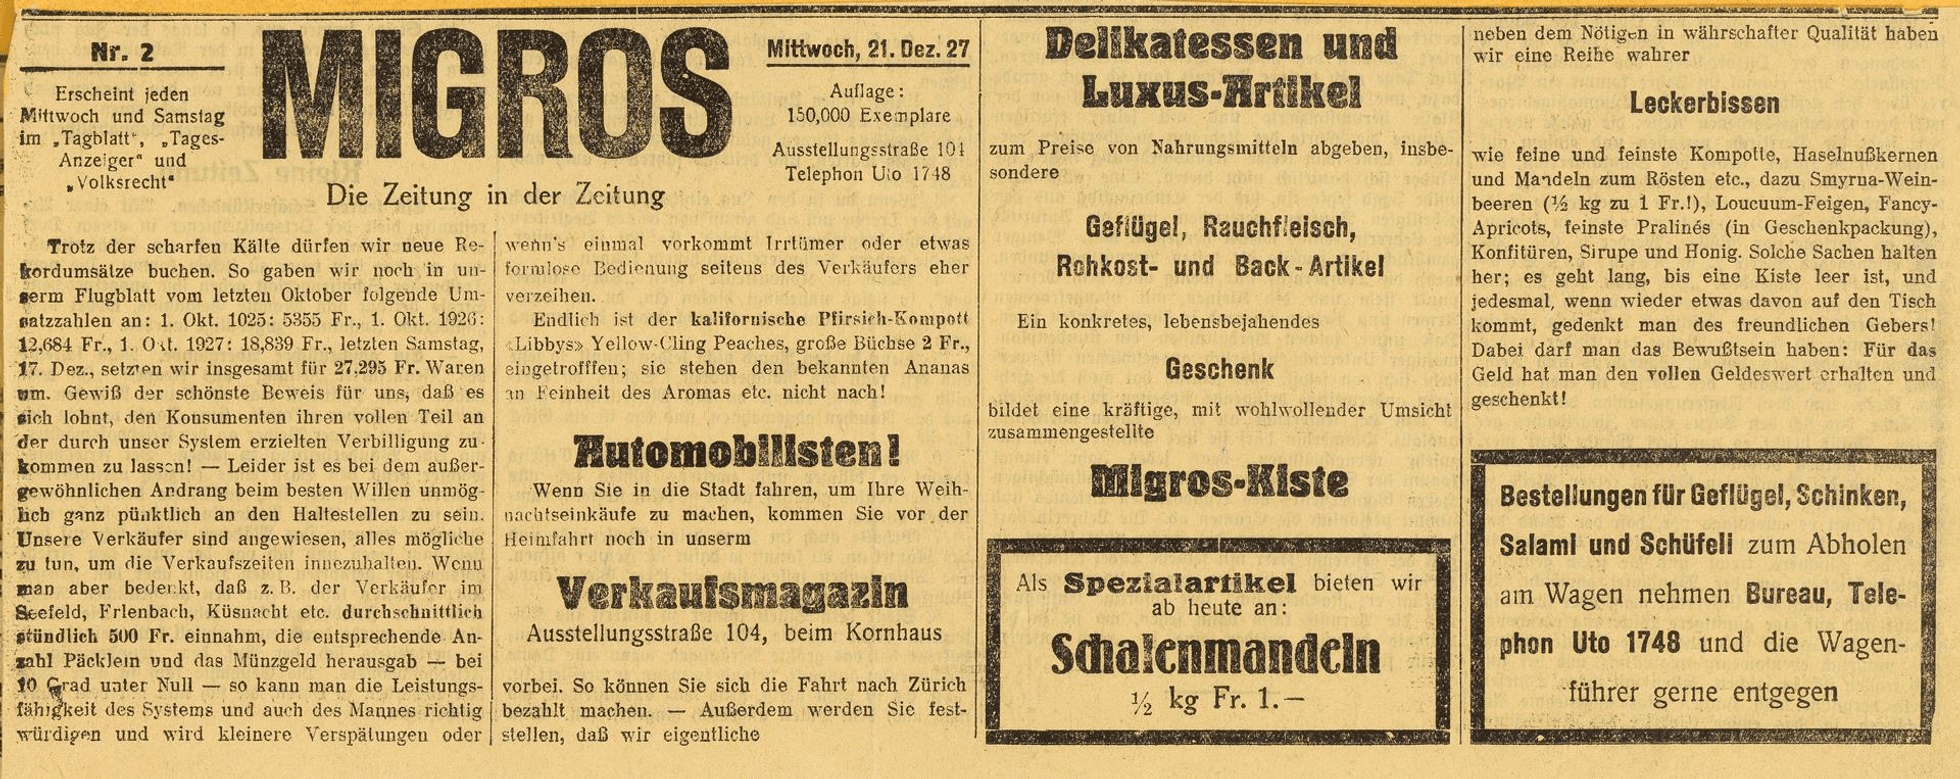 Nr. 2
Erscheint jeden
Mittwoch und Samstag
im „Tagblatt“, „Tages-
Anzeiger“ und
„Volksrecht“
MIGROS
Die Zeitung in der Zeitung
Mittwoch, 21. Dez. 27
Auflage:
150,000 Exemplare
Ausstellungsstraße 104
Telephon Uto 1748
Trotz der scharfen Kälte dürfen wir neue Re-
kordumsätze buchen. So gaben wir noch in un-
serm Flugblatt vom letzten Oktober folgende Um-
satzzahlen an: 1. Okt. 1025: 5355 Fr., 1. Okt. 1926:
12,684 Fr., 1. Okt. 1927: 18,839 Fr., letzten Samstag,
17. Dez., setzten wir insgesamt für 27,295 Fr. Waren
um. Gewiß der schönste Beweis für uns, daß es
sich lohnt, den Konsumenten ihren vollen Teil an
der durch unser System erzielten Verbilligung zu-
kommen zu lassen! — Leider ist es bei dem außer-
gewöhnlichen Andrang beim besten Willen unmög-
lich ganz pünktlich an den Haltestellen zu sein.
Unsere Verkäufer sind angewiesen, alles mögliche
zu tun, um die Verkaufszeiten innezuhalten. Wenn
man aber bedenkt, daß z. B. der Verkäufer im
Seefeld, Erlenbach, Küsnacht etc. durchschnittlich
stündlich 500 Fr. einnahm, die entsprechende An-
zahl Päcklein und das Münzgeld herausgab — bei
10 Grad unter Null — so kann man die Leistungs-
fähigkeit des Systems und auch des Mannes richtig
würdigen und wird kleinere Verspätungen oder
wenn's einmal vorkommt Irrtümer oder etwas
formlose Bedienung seitens des Verkäufers eher
verzeihen.
Endlich ist der kalifornische Pfirsich-Kompott
«Libbys» Yellow-Cling Peaches, große Büchse 2 Fr.,
eingetroffen; sie stehen den bekannten Ananas
an Feinheit des Aromas etc. nicht nach!
Automobilisten!
Wenn Sie in die Stadt fahren, um Ihre Weih-
nachtseinkäufe zu machen, kommen Sie vor der
Heimfahrt noch in unserm
Verkaufsmagazin
Ausstellungsstraße 104, beim Kornhaus
vorbei. So können Sie sich die Fahrt nach Zürich
bezahlt machen. — Außerdem werden Sie fest-
stellen, daß wir eigentliche
Delikatessen und
Luxus-Artikel
zum Preise von Nahrungsmitteln abgeben, insbe-
sondere
Geflügel, Rauchfleisch,
Rohkost- und Back-Artikel
Ein konkretes, lebensbejahendes
Geschenk
bildet eine kräftige, mit wohlwollender Umsicht
zusammengestellte
Migros-Kiste
Als Spezialartikel bieten wir
ab heute an:
Schalenmandeln
½ kg Fr. 1.—
neben dem Nötigen in währschafter Qualität haben
wir eine Reihe wahrer
Leckerbissen
wie feine und feinste Kompotte, Haselnußkernen
und Mandeln zum Rösten etc., dazu Smyrna-Wein-
beeren (½ kg zu 1 Fr.!), Loucuum-Feigen, Fancy-
Apricots, feinste Pralinés (in Geschenkpackung),
Konfitüren, Sirupe und Honig. Solche Sachen halten
her; es geht lang, bis eine Kiste leer ist, und
jedesmal, wenn wieder etwas davon auf den Tisch
kommt, gedenkt man des freundlichen Gebers!
Dabei darf man das Bewußtsein haben: Für das
Geld hat man den vollen Geldeswert erhalten und
geschenkt!
Bestellungen für Geflügel, Schinken,
Salami und Schüfeli zum Abholen
am Wagen nehmen Bureau, Tele-
phon Uto 1748 und die Wagen-
führer gerne entgegen